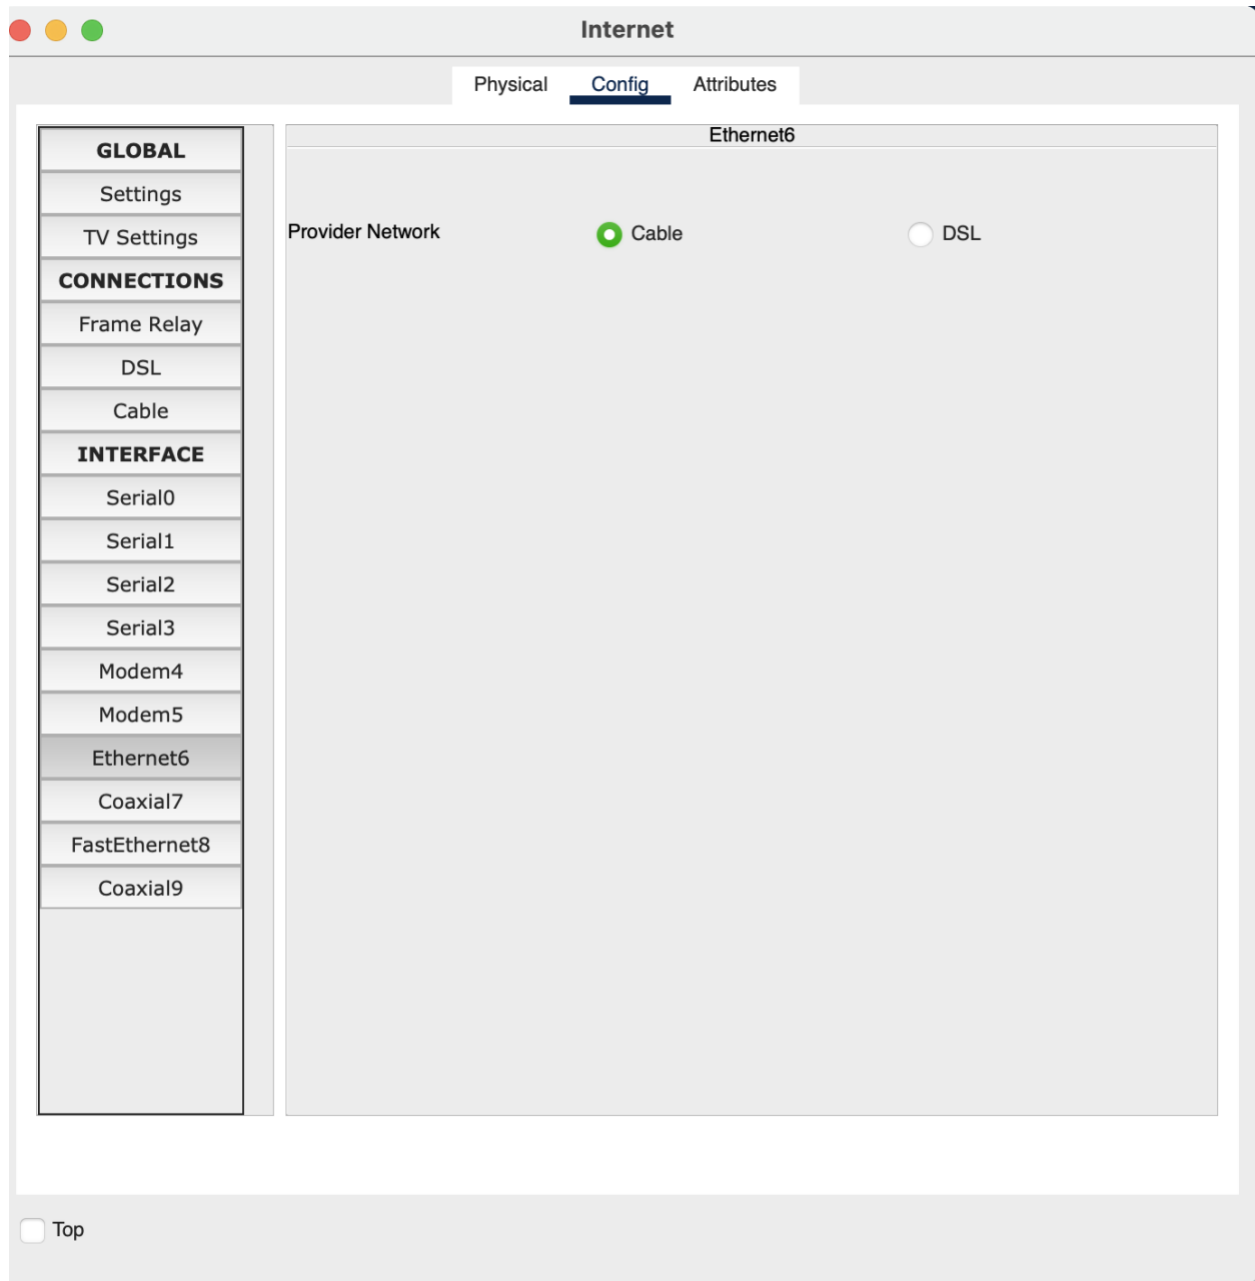 Internet
Physical Config Attributes
GLOBAL
Settings
TV Settings
CONNECTIONS
Frame Relay
DSL
Cable
INTERFACE
Serial0
Serial1
Serial2
Serial3
Modem4
Modem5
Ethernet6
Coaxial7
FastEthernet8
Coaxial9
Ethernet6
Provider Network Cable DSL
Top